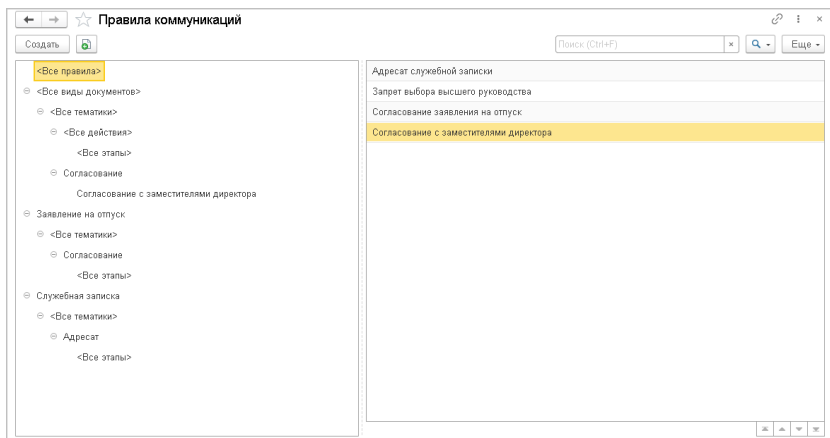 Правила коммуникаций
Создать
Поиск (Ctrl+F)
Еще
<Все правила>
<Все виды документов>
<Все тематики>
<Все действия>
<Все этапы>
Согласование
Согласование с заместителями директора
Заявление на отпуск
<Все тематики>
Согласование
<Все этапы>
Служебная записка
<Все тематики>
Адресат
<Все этапы>
Адресат служебной записки
Запрет выбора высшего руководства
Согласование заявления на отпуск
Согласование с заместителями директора